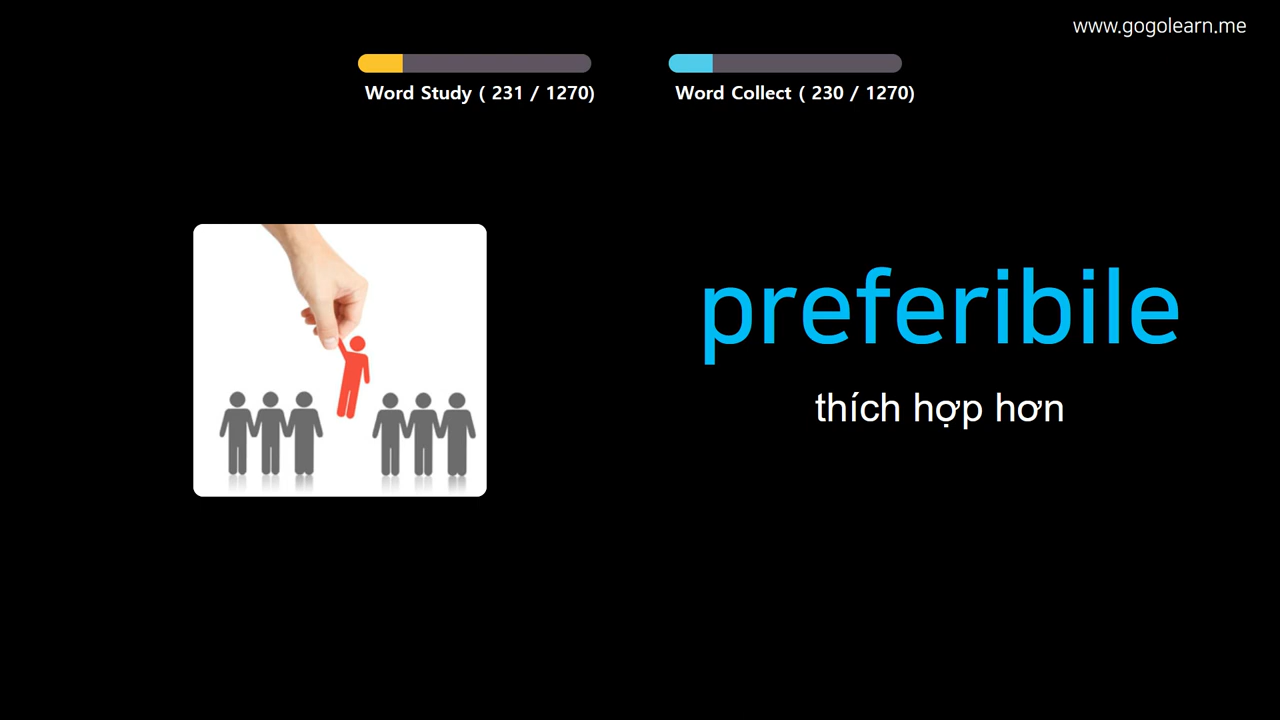 www.gogolearn.me
Word Study ( 231 / 1270)
Word Collect ( 230 / 1270)
preferibile
thích hợp hơn